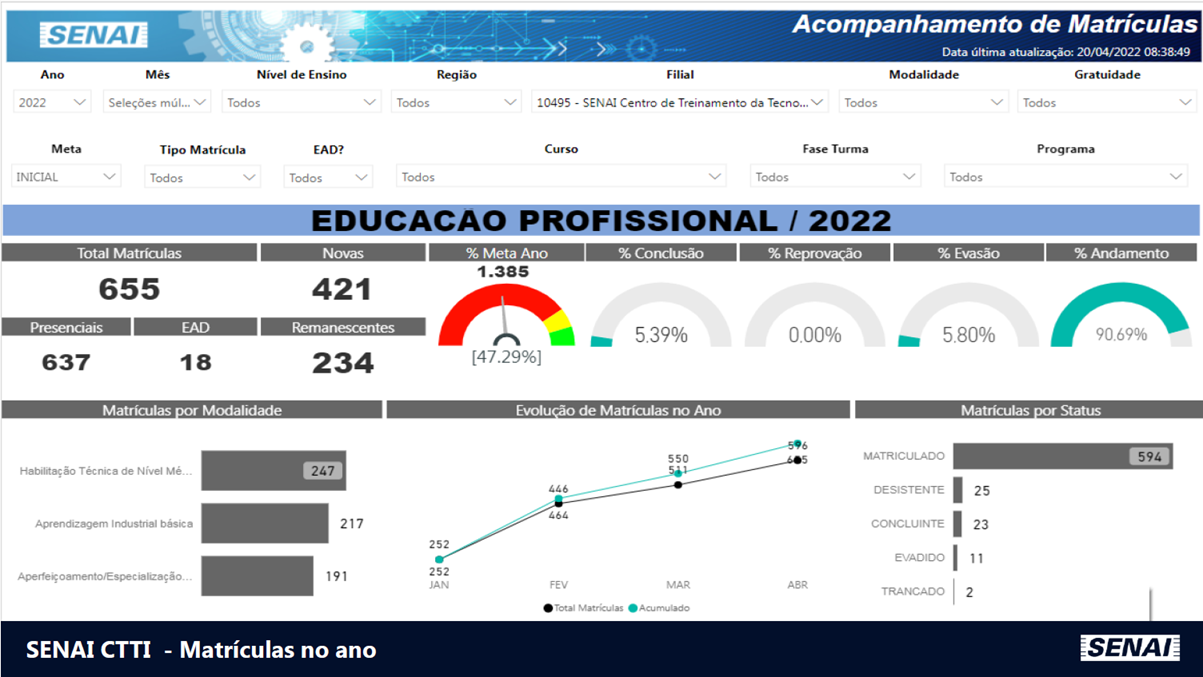 SENAI
Acompanhamento de Matrículas
Data última atualização: 20/04/2022 08:38:49
Ano Mês Nível de Ensino Região Filial Modalidade Gratuidade
2022 Seleções múl... Todos Todos 10495 - SENAI Centro de Treinamento da Tecno... Todos Todos
Meta Tipo Matrícula EAD? Curso Fase Turma Programa
INICIAL Todos Todos Todos Todos Todos
EDUCACÃO PROFISSIONAL / 2022
Total Matrículas Novas % Meta Ano % Conclusão % Reprovação % Evasão % Andamento
1.385
655 421
Presenciais EAD Remanescentes
5.39% 0.00% 5.80% 90.69%
[47.29%]
637 18 234
Matrículas por Modalidade
Habilitação Técnica de Nível Mé... 247
Aprendizagem Industrial básica 217
Aperfeiçoamento/Especialização... 191
Evolução de Matrículas no Ano
596
550
511
446
464
252
252
JAN FEV MAR ABR
Total Matrículas Acumulado
Matrículas por Status
MATRICULADO 594
DESISTENTE 25
CONCLUINTE 23
EVADIDO 11
TRANCADO 2
SENAI CTTI - Matrículas no ano
SENAI